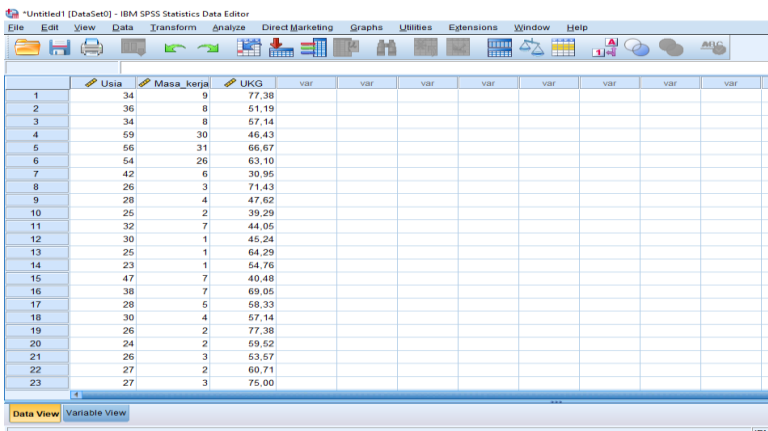 *Untitled1 [DataSet0] - IBM SPSS Statistics Data Editor
File Edit View Data Transform Analyze Direct Marketing Graphs Utilities Extensions Window Help
Usia Masa_kerja UKG var var var var var var var var
1 34 9 77,38
2 36 8 51,19
3 34 8 57,14
4 59 30 46,43
5 56 31 66,67
6 54 26 63,10
7 42 6 30,95
8 26 3 71,43
9 28 4 47,62
10 25 2 39,29
11 32 7 44,05
12 30 1 45,24
13 25 1 64,29
14 23 1 54,76
15 47 7 40,48
16 38 7 69,05
17 28 5 58,33
18 30 4 57,14
19 26 2 77,38
20 24 2 59,52
21 26 3 53,57
22 27 2 60,71
23 27 3 75,00
Data View Variable View